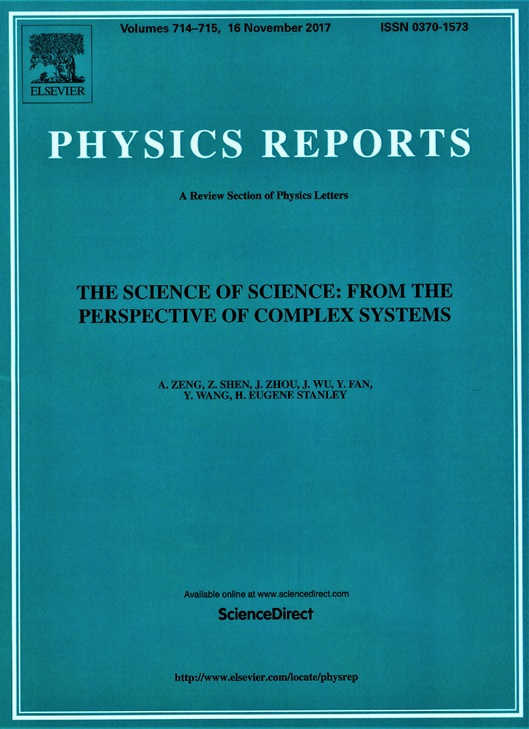 Volumes 714–715, 16 November 2017 ISSN 0370-1573
ELSEVIER
PHYSICS REPORTS
A Review Section of Physics Letters
THE SCIENCE OF SCIENCE: FROM THE
PERSPECTIVE OF COMPLEX SYSTEMS
A. ZENG, Z. SHEN, J. ZHOU, J. WU, Y. FAN,
Y. WANG, H. EUGENE STANLEY
Available online at www.sciencedirect.com
ScienceDirect
http://www.elsevier.com/locate/physrep